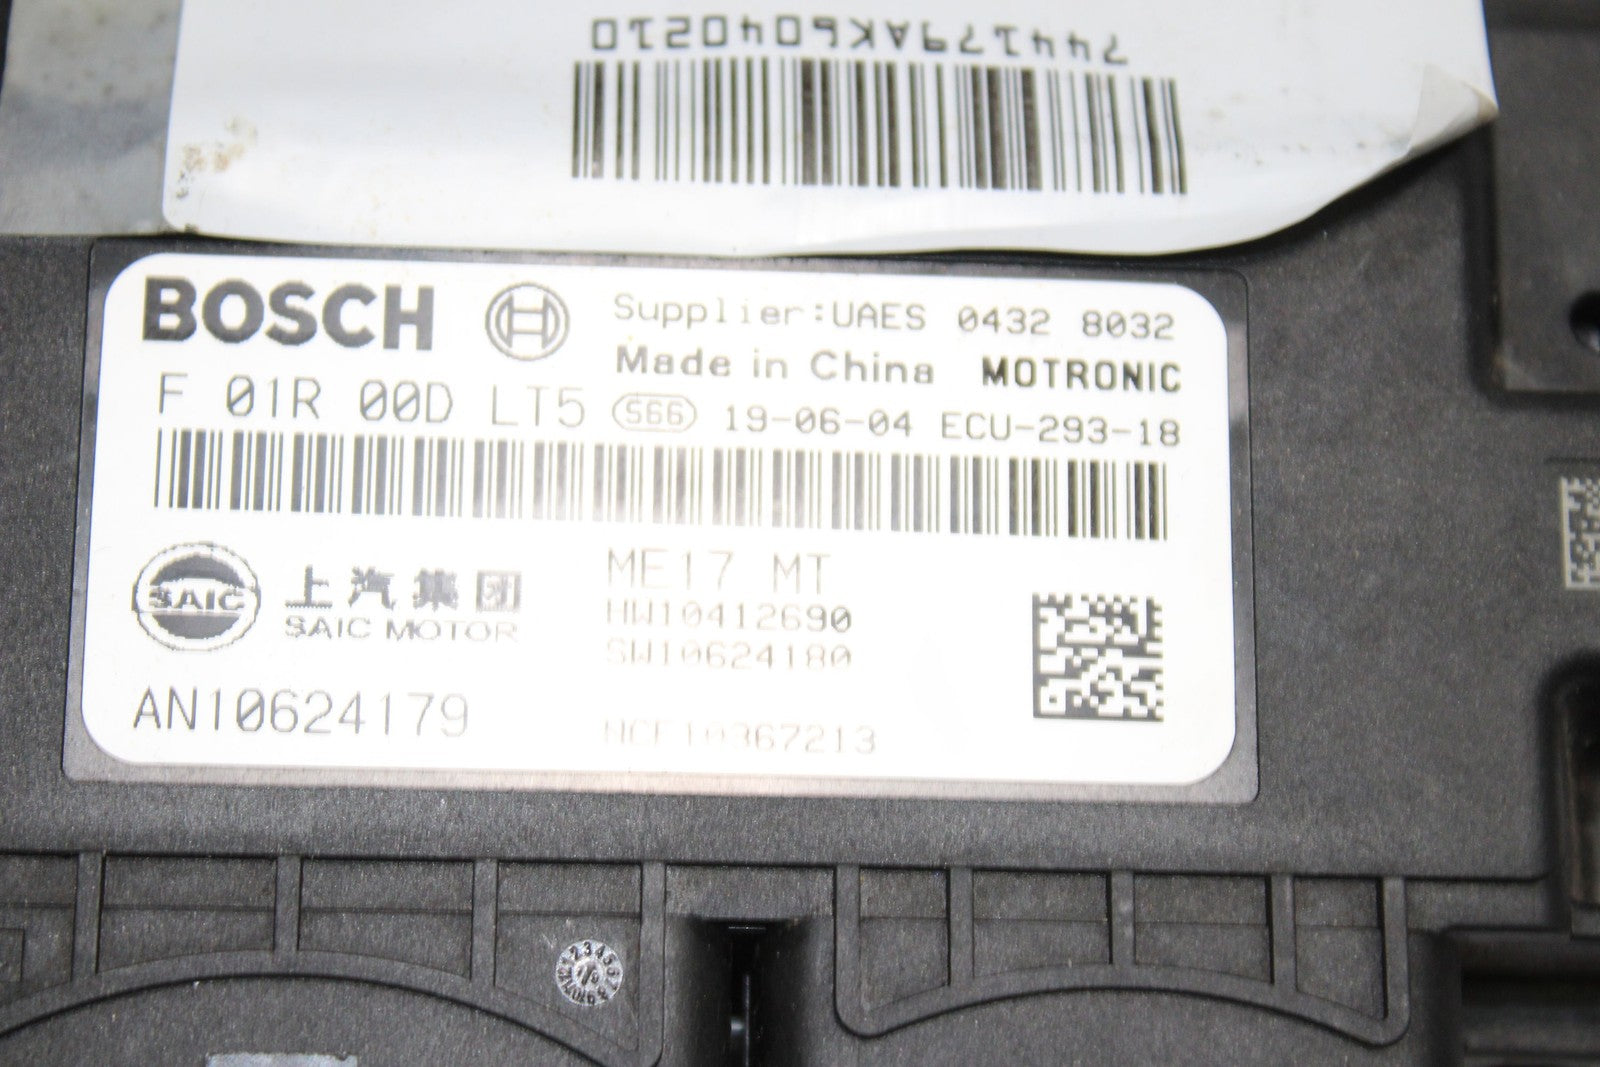 744179AK6040210
BOSCH Supplier:UAES 0432 8032
Made in China MOTRONIC
F 01R 00D LT5 S66 19-06-04 ECU-293-18
SAIC 上汽集团
SAIC MOTOR
ME17 MT
HW10412690
SW10624180
AN10624179